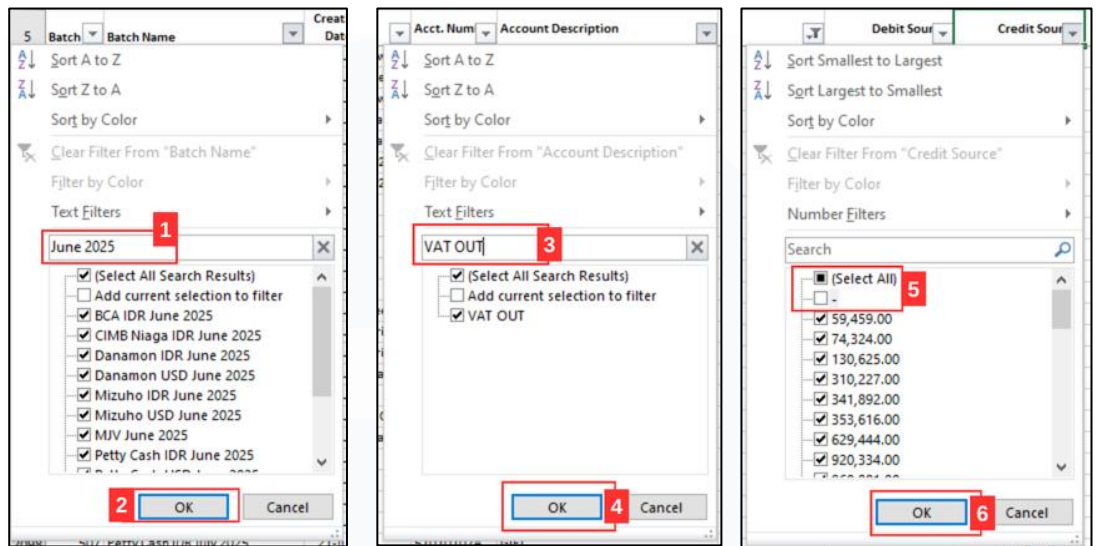 5 Batch Batch Name Creat
Dat
Sort A to Z
Sort Z to A
Sort by Color
Clear Filter From "Batch Name"
Filter by Color
Text Filters
1
June 2025
(Select All Search Results)
Add current selection to filter
BCA IDR June 2025
CIMB Niaga IDR June 2025
Danamon IDR June 2025
Danamon USD June 2025
Mizuho IDR June 2025
Mizuho USD June 2025
MJV June 2025
Petty Cash IDR June 2025
2 OK Cancel
Acct. Num Account Description
Sort A to Z
Sort Z to A
Sort by Color
Clear Filter From "Account Description"
Filter by Color
Text Filters
VAT OUT 3
(Select All Search Results)
Add current selection to filter
VAT OUT
OK 4 Cancel
Debit Sour Credit Sour
Sort Smallest to Largest
Sort Largest to Smallest
Sort by Color
Clear Filter From "Credit Source"
Filter by Color
Number Filters
Search
(Select All) 5
-
59,459.00
74,324.00
130,625.00
310,227.00
341,892.00
353,616.00
629,444.00
920,334.00
OK 6 Cancel